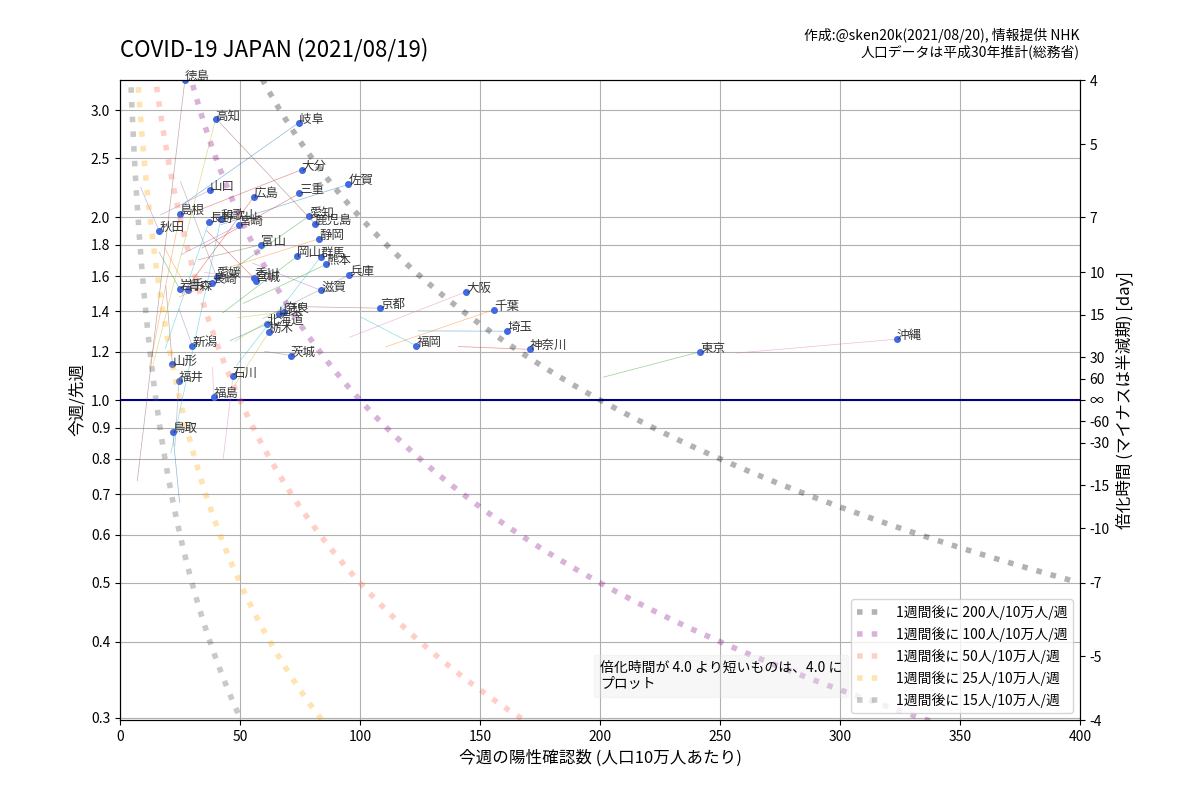 COVID-19 JAPAN (2021/08/19)
作成:@sken20k(2021/08/20), 情報提供 NHK
人口データは平成30年推計(総務省)
徳島
高知
岐阜
大分
佐賀
山口
広島
三重
島根
愛知
鹿児島
長野
和歌山
宮崎
秋田
静岡
富山
岡山
群馬
熊本
愛媛
香川
宮城
兵庫
長崎
岩手
青森
滋賀
大阪
京都
奈良
千葉
北海道
栃木
埼玉
沖縄
新潟
福岡
神奈川
東京
茨城
山形
石川
福井
福島
鳥取
3.0
2.5
2.0
1.8
1.6
1.4
1.2
1.0
0.9
0.8
0.7
0.6
0.5
0.4
0.3
今週/先週
4
5
7
10
15
30
60
∞
-60
-30
-15
-10
-7
-5
-4
倍化時間 (マイナスは半減期) [day]
倍化時間が 4.0 より短いものは、4.0 に
プロット
1週間後に 200人/10万人/週
1週間後に 100人/10万人/週
1週間後に 50人/10万人/週
1週間後に 25人/10万人/週
1週間後に 15人/10万人/週
0 50 100 150 200 250 300 350 400
今週の陽性確認数 (人口10万人あたり)